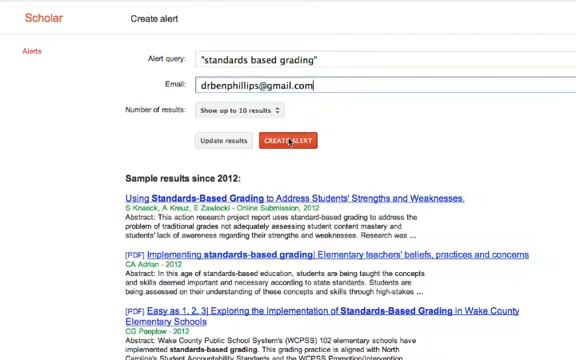 Scholar
Create alert
Alerts
Alert query:
"standards based grading"
Email:
drbenphillips@gmail.com
Number of results:
Show up to 10 results
Update results
CREATE ALERT
Sample results since 2012:
Using Standards-Based Grading to Address Students' Strengths and Weaknesses.
S Knaack, A Kreuz, E Zawlocki - Online Submission, 2012
Abstract: This action research project report uses standard-based grading to address the
problem of traditional grades not adequately assessing student content mastery and
students' lack of awareness regarding their strengths and weaknesses. Research was ...
[PDF] Implementing standards-based grading| Elementary teachers' beliefs, practices and concerns
CA Adrian - 2012
Abstract: In this age of standards-based education, students are being taught the concepts
and skills deemed important and necessary according to state standards. Students are
being assessed on their understanding of these concepts through high-stakes ...
[PDF] Easy as 1, 2, 3| Exploring the Implementation of Standards-Based Grading in Wake County
Elementary Schools
CG Paeplow - 2012
Abstract: Wake County Public School System's (WCPSS) 102 elementary schools have
implemented standards-based grading. This grading practice is aligned with North
Carolina's Student Accountability Standards and the WCPSS Promotion/Intervention